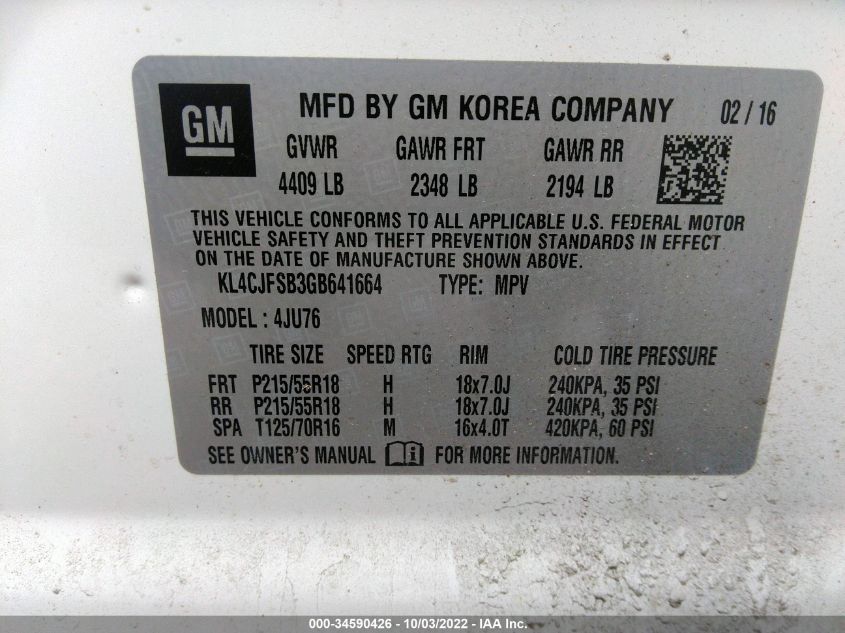 GM
MFD BY GM KOREA COMPANY 02 / 16
GVWR GAWR FRT GAWR RR
4409 LB 2348 LB 2194 LB
THIS VEHICLE CONFORMS TO ALL APPLICABLE U.S. FEDERAL MOTOR
VEHICLE SAFETY AND THEFT PREVENTION STANDARDS IN EFFECT
ON THE DATE OF MANUFACTURE SHOWN ABOVE.
KL4CJFSB3GB641664 TYPE: MPV
MODEL : 4JU76
TIRE SIZE SPEED RTG RIM COLD TIRE PRESSURE
FRT P215/55R18 H 18x7.0J 240KPA, 35 PSI
RR P215/55R18 H 18x7.0J 240KPA, 35 PSI
SPA T125/70R16 M 16x4.0T 420KPA, 60 PSI
SEE OWNER'S MANUAL i FOR MORE INFORMATION.
000-34590426 - 10/03/2022 - IAA Inc.